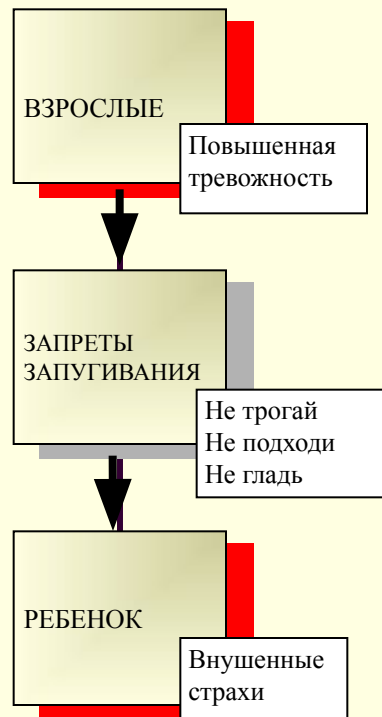 ВЗРОСЛЫЕ
Повышенная
тревожность
ЗАПРЕТЫ
ЗАПУГИВАНИЯ
Не трогай
Не подходи
Не гладь
РЕБЕНОК
Внушенные
страхи